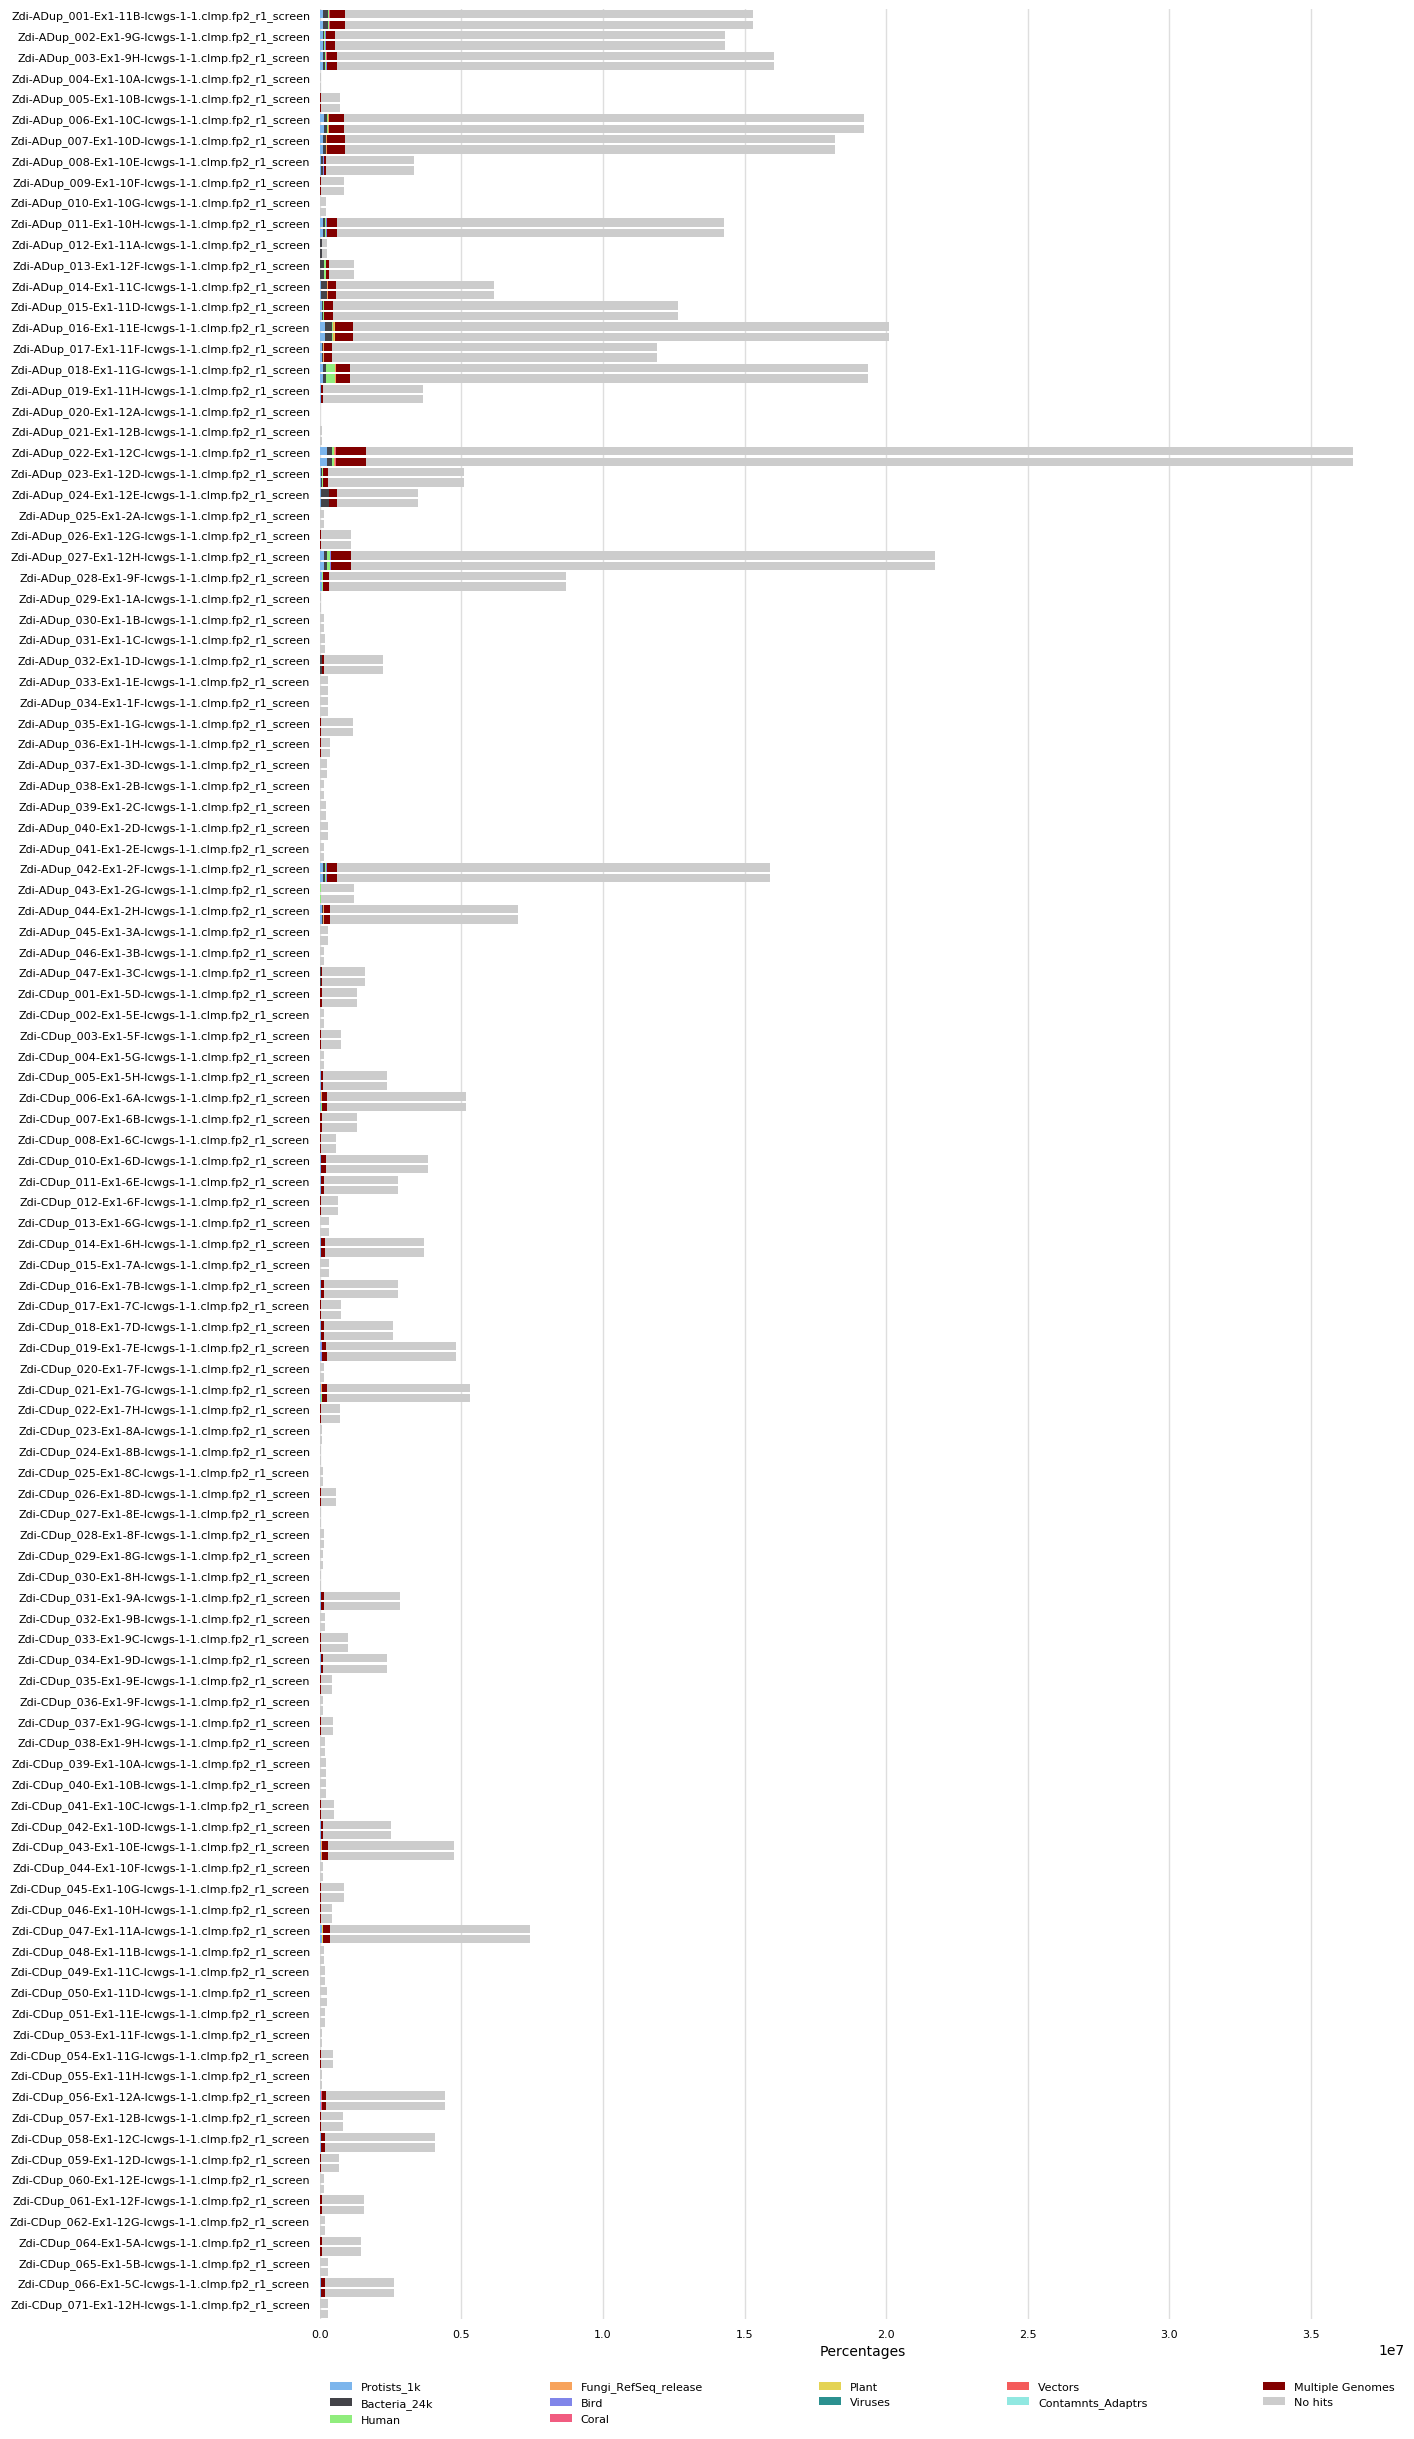 Zdi-ADup_001-Ex1-11B-lcwgs-1-1.clmp.fp2_r1_screen
Zdi-ADup_002-Ex1-9G-lcwgs-1-1.clmp.fp2_r1_screen
Zdi-ADup_003-Ex1-9H-lcwgs-1-1.clmp.fp2_r1_screen
Zdi-ADup_004-Ex1-10A-lcwgs-1-1.clmp.fp2_r1_screen
Zdi-ADup_005-Ex1-10B-lcwgs-1-1.clmp.fp2_r1_screen
Zdi-ADup_006-Ex1-10C-lcwgs-1-1.clmp.fp2_r1_screen
Zdi-ADup_007-Ex1-10D-lcwgs-1-1.clmp.fp2_r1_screen
Zdi-ADup_008-Ex1-10E-lcwgs-1-1.clmp.fp2_r1_screen
Zdi-ADup_009-Ex1-10F-lcwgs-1-1.clmp.fp2_r1_screen
Zdi-ADup_010-Ex1-10G-lcwgs-1-1.clmp.fp2_r1_screen
Zdi-ADup_011-Ex1-10H-lcwgs-1-1.clmp.fp2_r1_screen
Zdi-ADup_012-Ex1-11A-lcwgs-1-1.clmp.fp2_r1_screen
Zdi-ADup_013-Ex1-12F-lcwgs-1-1.clmp.fp2_r1_screen
Zdi-ADup_014-Ex1-11C-lcwgs-1-1.clmp.fp2_r1_screen
Zdi-ADup_015-Ex1-11D-lcwgs-1-1.clmp.fp2_r1_screen
Zdi-ADup_016-Ex1-11E-lcwgs-1-1.clmp.fp2_r1_screen
Zdi-ADup_017-Ex1-11F-lcwgs-1-1.clmp.fp2_r1_screen
Zdi-ADup_018-Ex1-11G-lcwgs-1-1.clmp.fp2_r1_screen
Zdi-ADup_019-Ex1-11H-lcwgs-1-1.clmp.fp2_r1_screen
Zdi-ADup_020-Ex1-12A-lcwgs-1-1.clmp.fp2_r1_screen
Zdi-ADup_021-Ex1-12B-lcwgs-1-1.clmp.fp2_r1_screen
Zdi-ADup_022-Ex1-12C-lcwgs-1-1.clmp.fp2_r1_screen
Zdi-ADup_023-Ex1-12D-lcwgs-1-1.clmp.fp2_r1_screen
Zdi-ADup_024-Ex1-12E-lcwgs-1-1.clmp.fp2_r1_screen
Zdi-ADup_025-Ex1-2A-lcwgs-1-1.clmp.fp2_r1_screen
Zdi-ADup_026-Ex1-12G-lcwgs-1-1.clmp.fp2_r1_screen
Zdi-ADup_027-Ex1-12H-lcwgs-1-1.clmp.fp2_r1_screen
Zdi-ADup_028-Ex1-9F-lcwgs-1-1.clmp.fp2_r1_screen
Zdi-ADup_029-Ex1-1A-lcwgs-1-1.clmp.fp2_r1_screen
Zdi-ADup_030-Ex1-1B-lcwgs-1-1.clmp.fp2_r1_screen
Zdi-ADup_031-Ex1-1C-lcwgs-1-1.clmp.fp2_r1_screen
Zdi-ADup_032-Ex1-1D-lcwgs-1-1.clmp.fp2_r1_screen
Zdi-ADup_033-Ex1-1E-lcwgs-1-1.clmp.fp2_r1_screen
Zdi-ADup_034-Ex1-1F-lcwgs-1-1.clmp.fp2_r1_screen
Zdi-ADup_035-Ex1-1G-lcwgs-1-1.clmp.fp2_r1_screen
Zdi-ADup_036-Ex1-1H-lcwgs-1-1.clmp.fp2_r1_screen
Zdi-ADup_037-Ex1-3D-lcwgs-1-1.clmp.fp2_r1_screen
Zdi-ADup_038-Ex1-2B-lcwgs-1-1.clmp.fp2_r1_screen
Zdi-ADup_039-Ex1-2C-lcwgs-1-1.clmp.fp2_r1_screen
Zdi-ADup_040-Ex1-2D-lcwgs-1-1.clmp.fp2_r1_screen
Zdi-ADup_041-Ex1-2E-lcwgs-1-1.clmp.fp2_r1_screen
Zdi-ADup_042-Ex1-2F-lcwgs-1-1.clmp.fp2_r1_screen
Zdi-ADup_043-Ex1-2G-lcwgs-1-1.clmp.fp2_r1_screen
Zdi-ADup_044-Ex1-2H-lcwgs-1-1.clmp.fp2_r1_screen
Zdi-ADup_045-Ex1-3A-lcwgs-1-1.clmp.fp2_r1_screen
Zdi-ADup_046-Ex1-3B-lcwgs-1-1.clmp.fp2_r1_screen
Zdi-ADup_047-Ex1-3C-lcwgs-1-1.clmp.fp2_r1_screen
Zdi-CDup_001-Ex1-5D-lcwgs-1-1.clmp.fp2_r1_screen
Zdi-CDup_002-Ex1-5E-lcwgs-1-1.clmp.fp2_r1_screen
Zdi-CDup_003-Ex1-5F-lcwgs-1-1.clmp.fp2_r1_screen
Zdi-CDup_004-Ex1-5G-lcwgs-1-1.clmp.fp2_r1_screen
Zdi-CDup_005-Ex1-5H-lcwgs-1-1.clmp.fp2_r1_screen
Zdi-CDup_006-Ex1-6A-lcwgs-1-1.clmp.fp2_r1_screen
Zdi-CDup_007-Ex1-6B-lcwgs-1-1.clmp.fp2_r1_screen
Zdi-CDup_008-Ex1-6C-lcwgs-1-1.clmp.fp2_r1_screen
Zdi-CDup_010-Ex1-6D-lcwgs-1-1.clmp.fp2_r1_screen
Zdi-CDup_011-Ex1-6E-lcwgs-1-1.clmp.fp2_r1_screen
Zdi-CDup_012-Ex1-6F-lcwgs-1-1.clmp.fp2_r1_screen
Zdi-CDup_013-Ex1-6G-lcwgs-1-1.clmp.fp2_r1_screen
Zdi-CDup_014-Ex1-6H-lcwgs-1-1.clmp.fp2_r1_screen
Zdi-CDup_015-Ex1-7A-lcwgs-1-1.clmp.fp2_r1_screen
Zdi-CDup_016-Ex1-7B-lcwgs-1-1.clmp.fp2_r1_screen
Zdi-CDup_017-Ex1-7C-lcwgs-1-1.clmp.fp2_r1_screen
Zdi-CDup_018-Ex1-7D-lcwgs-1-1.clmp.fp2_r1_screen
Zdi-CDup_019-Ex1-7E-lcwgs-1-1.clmp.fp2_r1_screen
Zdi-CDup_020-Ex1-7F-lcwgs-1-1.clmp.fp2_r1_screen
Zdi-CDup_021-Ex1-7G-lcwgs-1-1.clmp.fp2_r1_screen
Zdi-CDup_022-Ex1-7H-lcwgs-1-1.clmp.fp2_r1_screen
Zdi-CDup_023-Ex1-8A-lcwgs-1-1.clmp.fp2_r1_screen
Zdi-CDup_024-Ex1-8B-lcwgs-1-1.clmp.fp2_r1_screen
Zdi-CDup_025-Ex1-8C-lcwgs-1-1.clmp.fp2_r1_screen
Zdi-CDup_026-Ex1-8D-lcwgs-1-1.clmp.fp2_r1_screen
Zdi-CDup_027-Ex1-8E-lcwgs-1-1.clmp.fp2_r1_screen
Zdi-CDup_028-Ex1-8F-lcwgs-1-1.clmp.fp2_r1_screen
Zdi-CDup_029-Ex1-8G-lcwgs-1-1.clmp.fp2_r1_screen
Zdi-CDup_030-Ex1-8H-lcwgs-1-1.clmp.fp2_r1_screen
Zdi-CDup_031-Ex1-9A-lcwgs-1-1.clmp.fp2_r1_screen
Zdi-CDup_032-Ex1-9B-lcwgs-1-1.clmp.fp2_r1_screen
Zdi-CDup_033-Ex1-9C-lcwgs-1-1.clmp.fp2_r1_screen
Zdi-CDup_034-Ex1-9D-lcwgs-1-1.clmp.fp2_r1_screen
Zdi-CDup_035-Ex1-9E-lcwgs-1-1.clmp.fp2_r1_screen
Zdi-CDup_036-Ex1-9F-lcwgs-1-1.clmp.fp2_r1_screen
Zdi-CDup_037-Ex1-9G-lcwgs-1-1.clmp.fp2_r1_screen
Zdi-CDup_038-Ex1-9H-lcwgs-1-1.clmp.fp2_r1_screen
Zdi-CDup_039-Ex1-10A-lcwgs-1-1.clmp.fp2_r1_screen
Zdi-CDup_040-Ex1-10B-lcwgs-1-1.clmp.fp2_r1_screen
Zdi-CDup_041-Ex1-10C-lcwgs-1-1.clmp.fp2_r1_screen
Zdi-CDup_042-Ex1-10D-lcwgs-1-1.clmp.fp2_r1_screen
Zdi-CDup_043-Ex1-10E-lcwgs-1-1.clmp.fp2_r1_screen
Zdi-CDup_044-Ex1-10F-lcwgs-1-1.clmp.fp2_r1_screen
Zdi-CDup_045-Ex1-10G-lcwgs-1-1.clmp.fp2_r1_screen
Zdi-CDup_046-Ex1-10H-lcwgs-1-1.clmp.fp2_r1_screen
Zdi-CDup_047-Ex1-11A-lcwgs-1-1.clmp.fp2_r1_screen
Zdi-CDup_048-Ex1-11B-lcwgs-1-1.clmp.fp2_r1_screen
Zdi-CDup_049-Ex1-11C-lcwgs-1-1.clmp.fp2_r1_screen
Zdi-CDup_050-Ex1-11D-lcwgs-1-1.clmp.fp2_r1_screen
Zdi-CDup_051-Ex1-11E-lcwgs-1-1.clmp.fp2_r1_screen
Zdi-CDup_053-Ex1-11F-lcwgs-1-1.clmp.fp2_r1_screen
Zdi-CDup_054-Ex1-11G-lcwgs-1-1.clmp.fp2_r1_screen
Zdi-CDup_055-Ex1-11H-lcwgs-1-1.clmp.fp2_r1_screen
Zdi-CDup_056-Ex1-12A-lcwgs-1-1.clmp.fp2_r1_screen
Zdi-CDup_057-Ex1-12B-lcwgs-1-1.clmp.fp2_r1_screen
Zdi-CDup_058-Ex1-12C-lcwgs-1-1.clmp.fp2_r1_screen
Zdi-CDup_059-Ex1-12D-lcwgs-1-1.clmp.fp2_r1_screen
Zdi-CDup_060-Ex1-12E-lcwgs-1-1.clmp.fp2_r1_screen
Zdi-CDup_061-Ex1-12F-lcwgs-1-1.clmp.fp2_r1_screen
Zdi-CDup_062-Ex1-12G-lcwgs-1-1.clmp.fp2_r1_screen
Zdi-CDup_064-Ex1-5A-lcwgs-1-1.clmp.fp2_r1_screen
Zdi-CDup_065-Ex1-5B-lcwgs-1-1.clmp.fp2_r1_screen
Zdi-CDup_066-Ex1-5C-lcwgs-1-1.clmp.fp2_r1_screen
Zdi-CDup_071-Ex1-12H-lcwgs-1-1.clmp.fp2_r1_screen
0.0 0.5 1.0 1.5 2.0 2.5 3.0 3.5
Percentages 1e7
Protists_1k Fungi_RefSeq_release Plant Vectors Multiple Genomes
Bacteria_24k Bird Viruses Contamnts_Adaptrs No hits
Human Coral